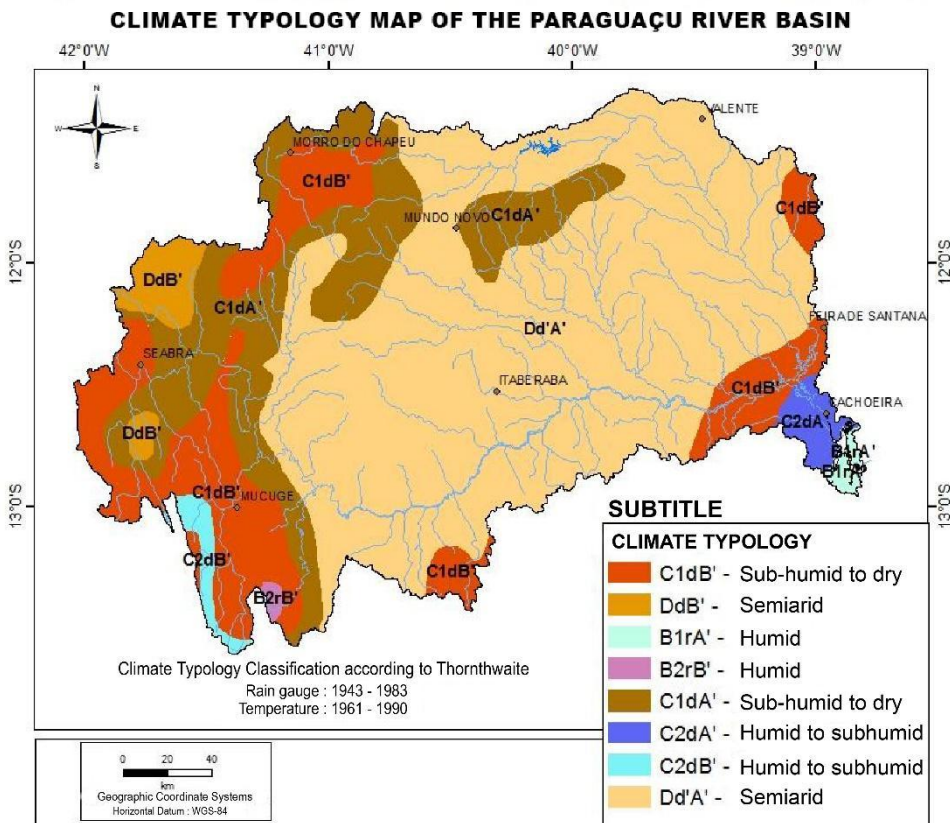 CLIMATE TYPOLOGY MAP OF THE PARAGUAÇU RIVER BASIN
42°0'W 41°0'W 40°0'W 39°0'W
N
W E
S
VALENTE
MORRO DO CHAPEU
C1dB'
C1dB'
C1dA'
MUNDO NOVO
12°0'S 12°0'S
DdB'
C1dA'
Dd'A'
FEIRA DE SANTANA
SEABRA
ITABERABA
C1dB'
CACHOEIRA
C2dA'
DdB'
B1rA'
B1rA'
C1dB'
MUCUGE
13°0'S 13°0'S
C2dB'
C1dB'
B2rB'
SUBTITLE
CLIMATE TYPOLOGY
C1dB' - Sub-humid to dry
DdB' - Semiarid
B1rA' - Humid
B2rB' - Humid
C1dA' - Sub-humid to dry
C2dA' - Humid to subhumid
C2dB' - Humid to subhumid
Dd'A' - Semiarid
Climate Typology Classification according to Thornthwaite
Rain gauge : 1943 - 1983
Temperature : 1961 - 1990
0 20 40
km
Geographic Coordinate Systems
Horizontal Datum : WGS-84